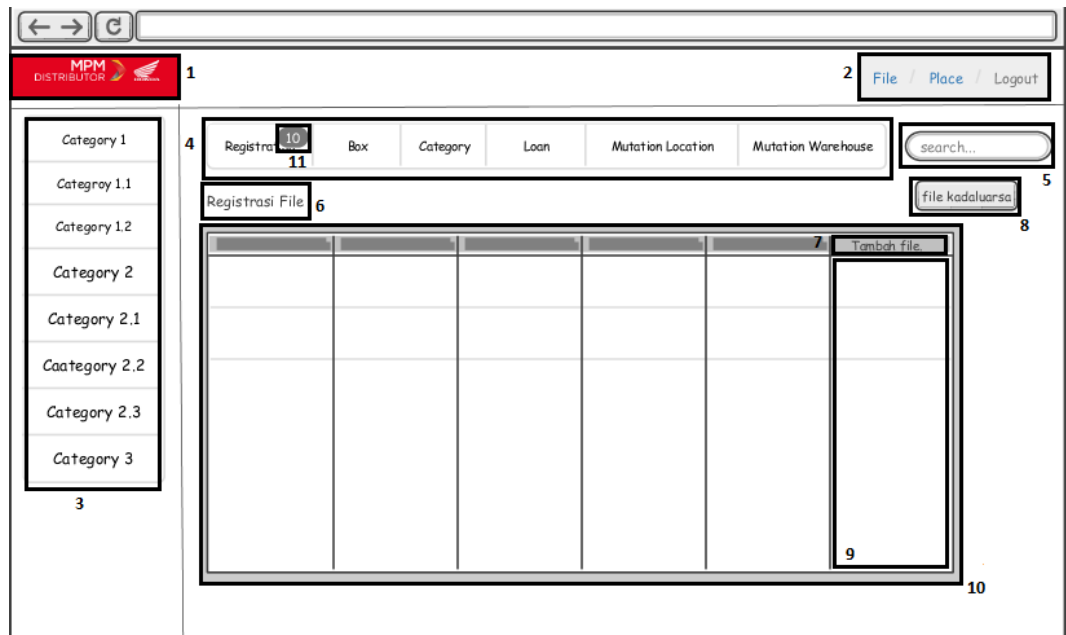 MPM
DISTRIBUTOR
1
2
File / Place / Logout
Category 1
Categroy 1.1
Category 1.2
Category 2
Category 2.1
Caategory 2.2
Category 2.3
Category 3
3
4
10
11
Box
Category
Loan
Mutation Location
Mutation Warehouse
search...
5
Registrasi File
6
file kadaluarsa
8
7
Tambah file.
9
10